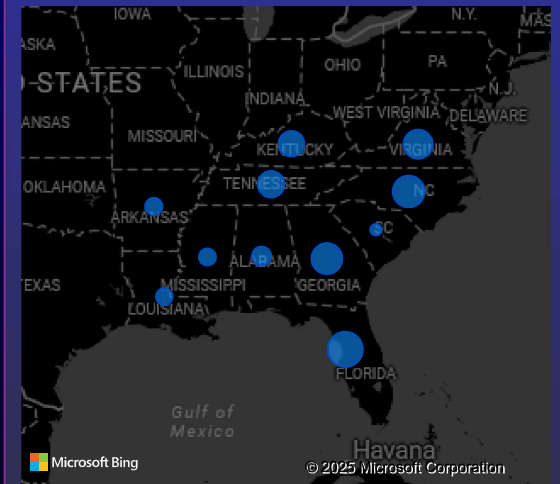 IOWA
N.Y.
MAS
ASKA
OHIO
PA
STATES
ILLINOIS
INDIANA
N.J.
WEST VIRGINIA
DELAWARE
ANSAS
MISSOURI
KENTUCKY
VIRGINIA
OKLAHOMA
TENNESSEE
NC
ARKANSAS
SC
ALABAMA
EXAS
MISSISSIPPI
GEORGIA
LOUISIANA
FLORIDA
Gulf of
Mexico
Havana
Microsoft Bing
© 2025 Microsoft Corporation